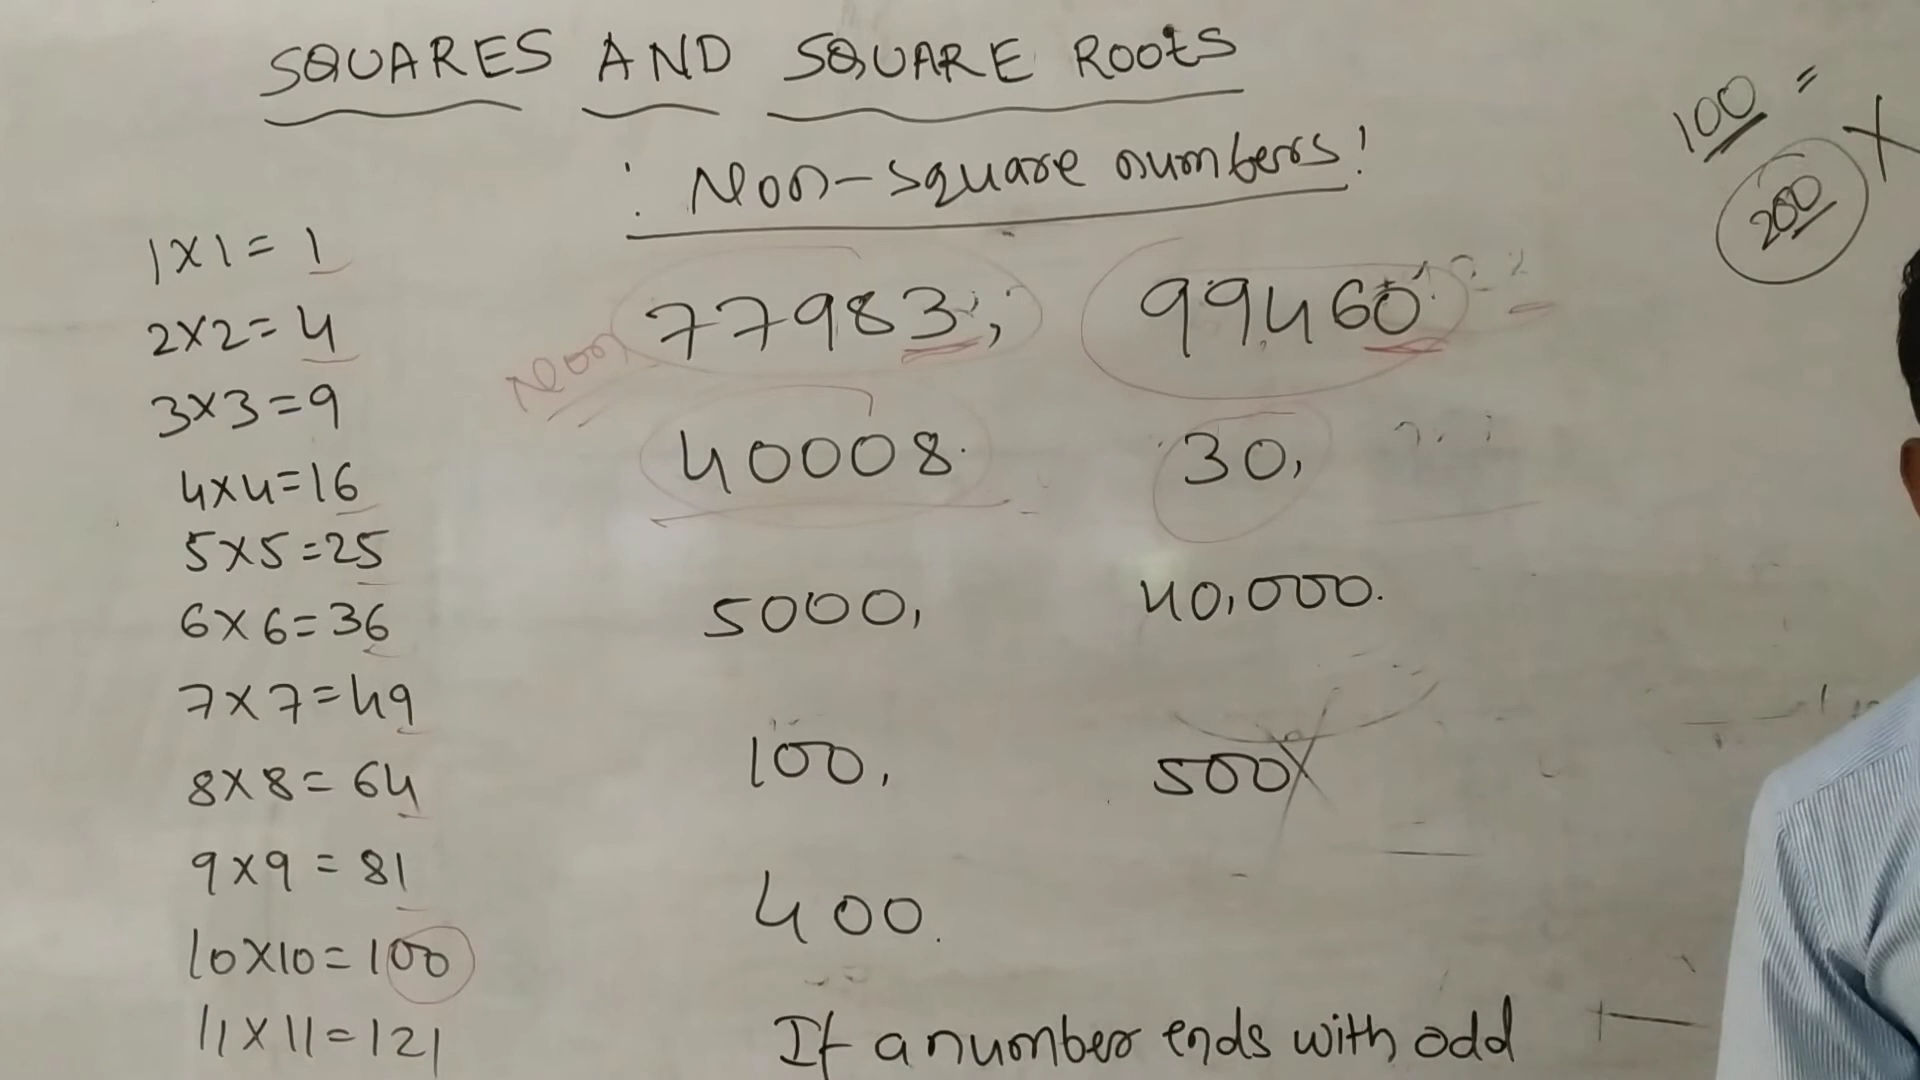 SQUARES AND SQUARE ROOTS
: Non-square numbers!
100 =
200 X
1X1 = 1
2X2 = 4
3X3 = 9
4X4 = 16
5X5 = 25
6X6 = 36
7X7 = 49
8X8 = 64
9X9 = 81
10X10 = 100
11X11 = 121
Non
77983; 99460
40008. 30,
5000, 40,000.
100, 500X
400.
If a number ends with odd